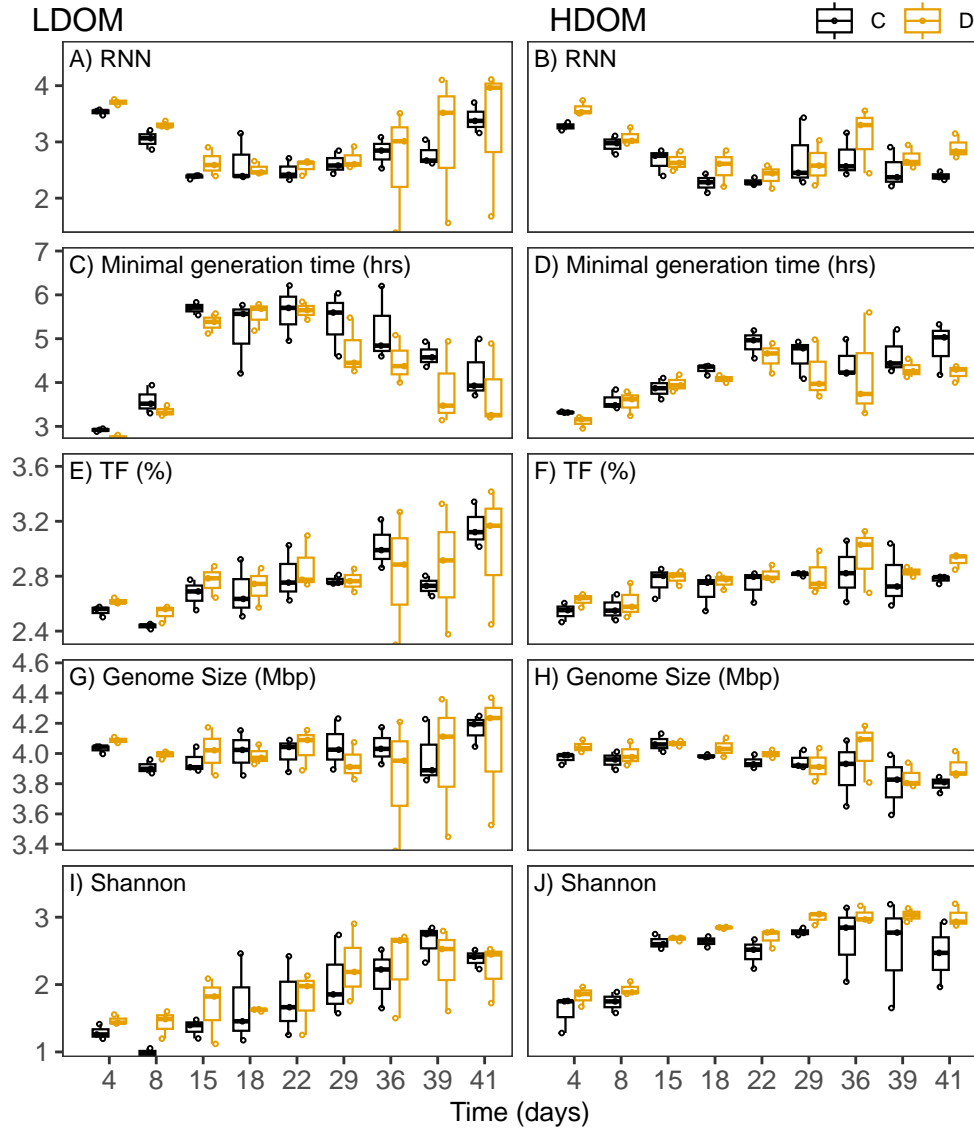 LDOM
HDOM
C
D
A) RNN
B) RNN
4
3
2
C) Minimal generation time (hrs)
D) Minimal generation time (hrs)
7
6
5
4
3
E) TF (%)
F) TF (%)
3.6
3.2
2.8
2.4
G) Genome Size (Mbp)
H) Genome Size (Mbp)
4.6
4.4
4.2
4.0
3.8
3.6
3.4
I) Shannon
J) Shannon
3
2
1
4 8 15 18 22 29 36 39 41
4 8 15 18 22 29 36 39 41
Time (days)